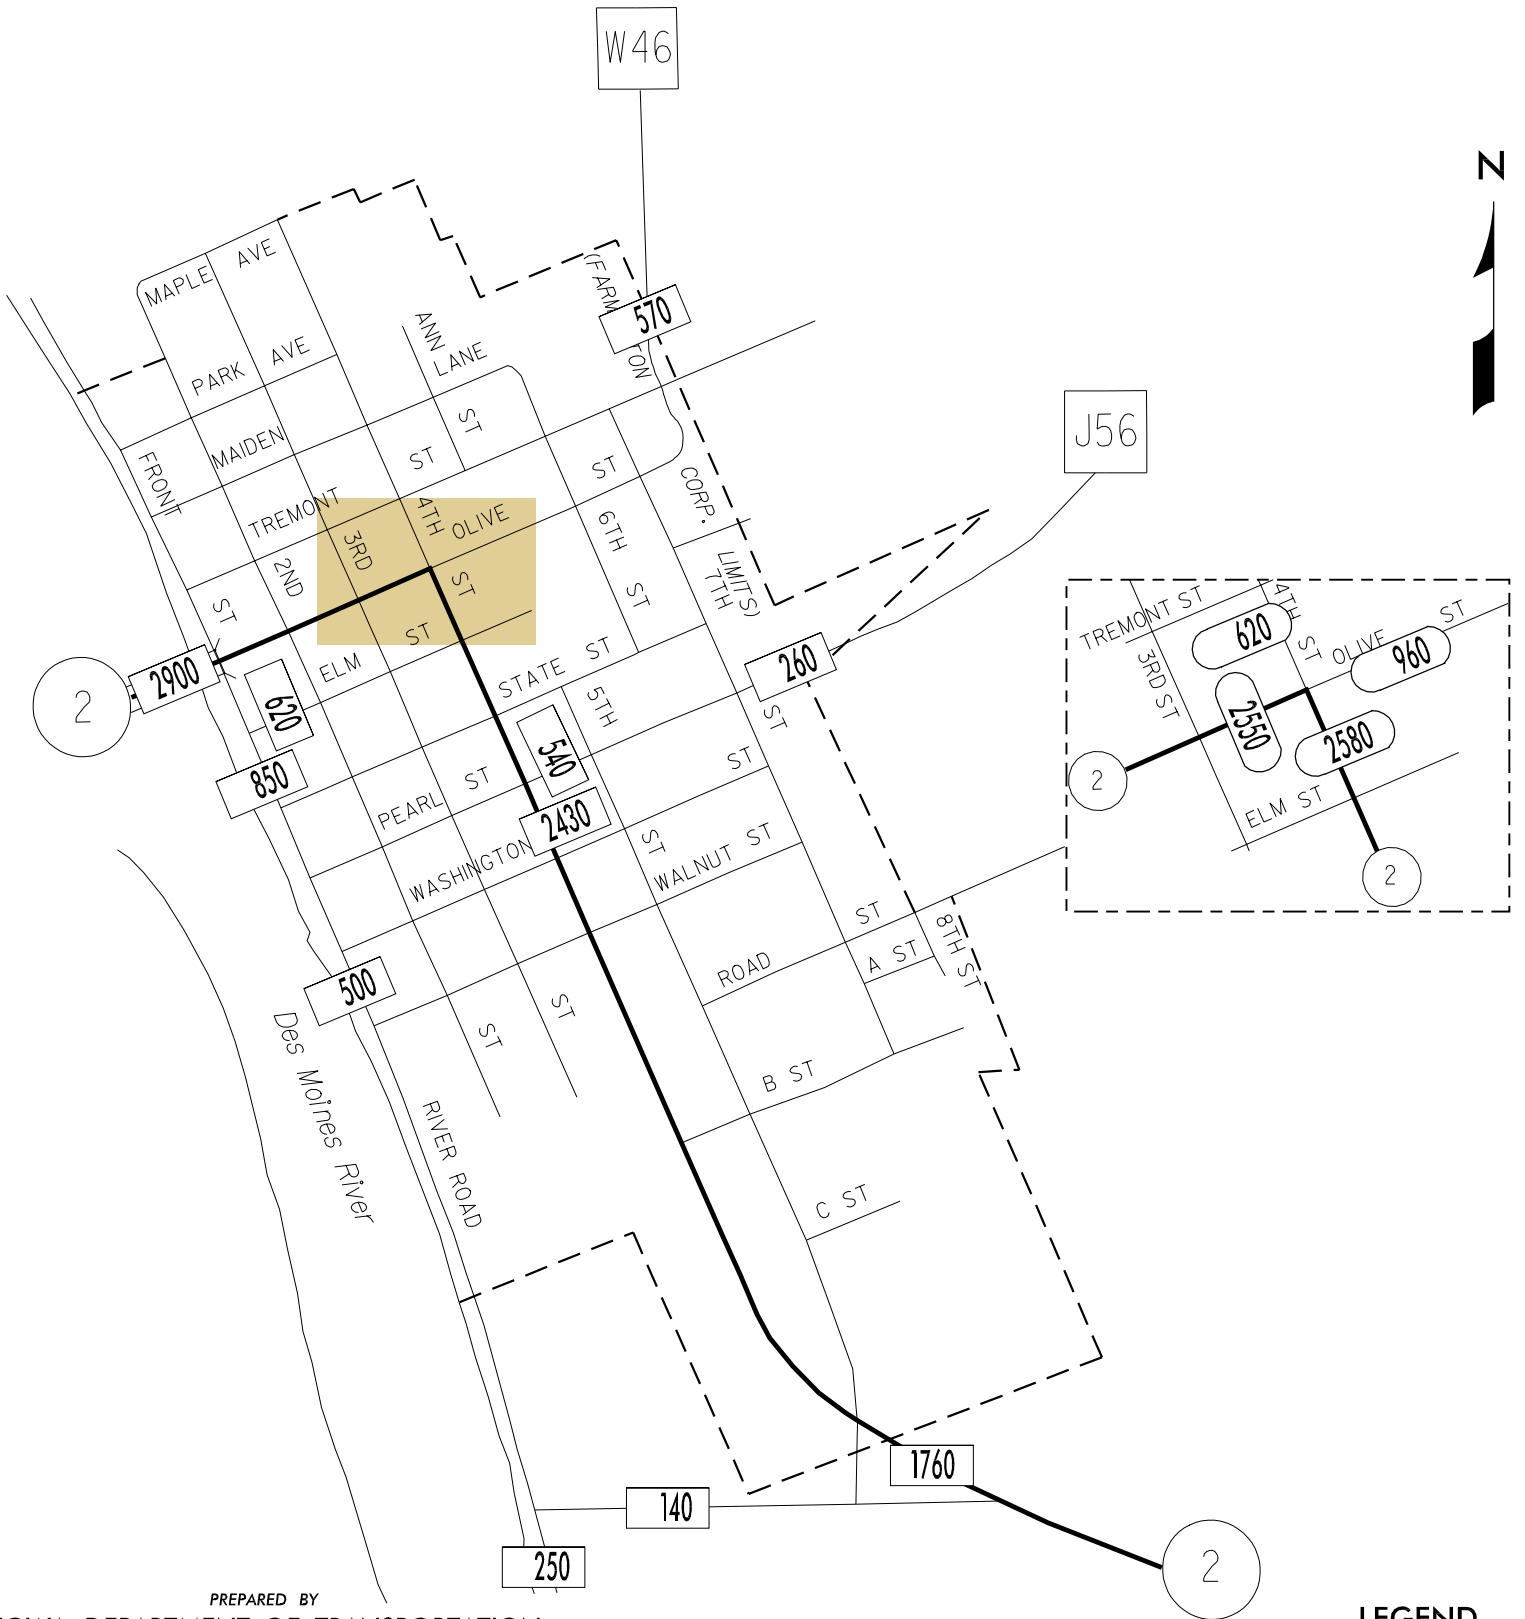 W46
N
MAPLE AVE
(FARM
TON
570
ANN
LANE
PARK AVE
J56
ST
MAIDEN
ST
ST
FRONT
CORP.
TREMONT
4TH
OLIVE
6TH
3RD
LIMITS)
7TH
2ND
ST
ST
ST
ST
ELM
STATE ST
260
2
2900
620
5TH
ST
540
850
PEARL ST
ST
2430
WASHINGTON
ST
WALNUT ST
TREMONT ST
4TH
620
ST
OLIVE
ST
960
3RD ST
2550
2580
2
ELM ST
2
ST
8TH ST
ROAD
A ST
500
ST
ST
Des Moines River
B ST
RIVER ROAD
C ST
1760
140
250
2
PREPARED BY
IOWA DEPARTMENT OF TRANSPORTATION
LEGEND